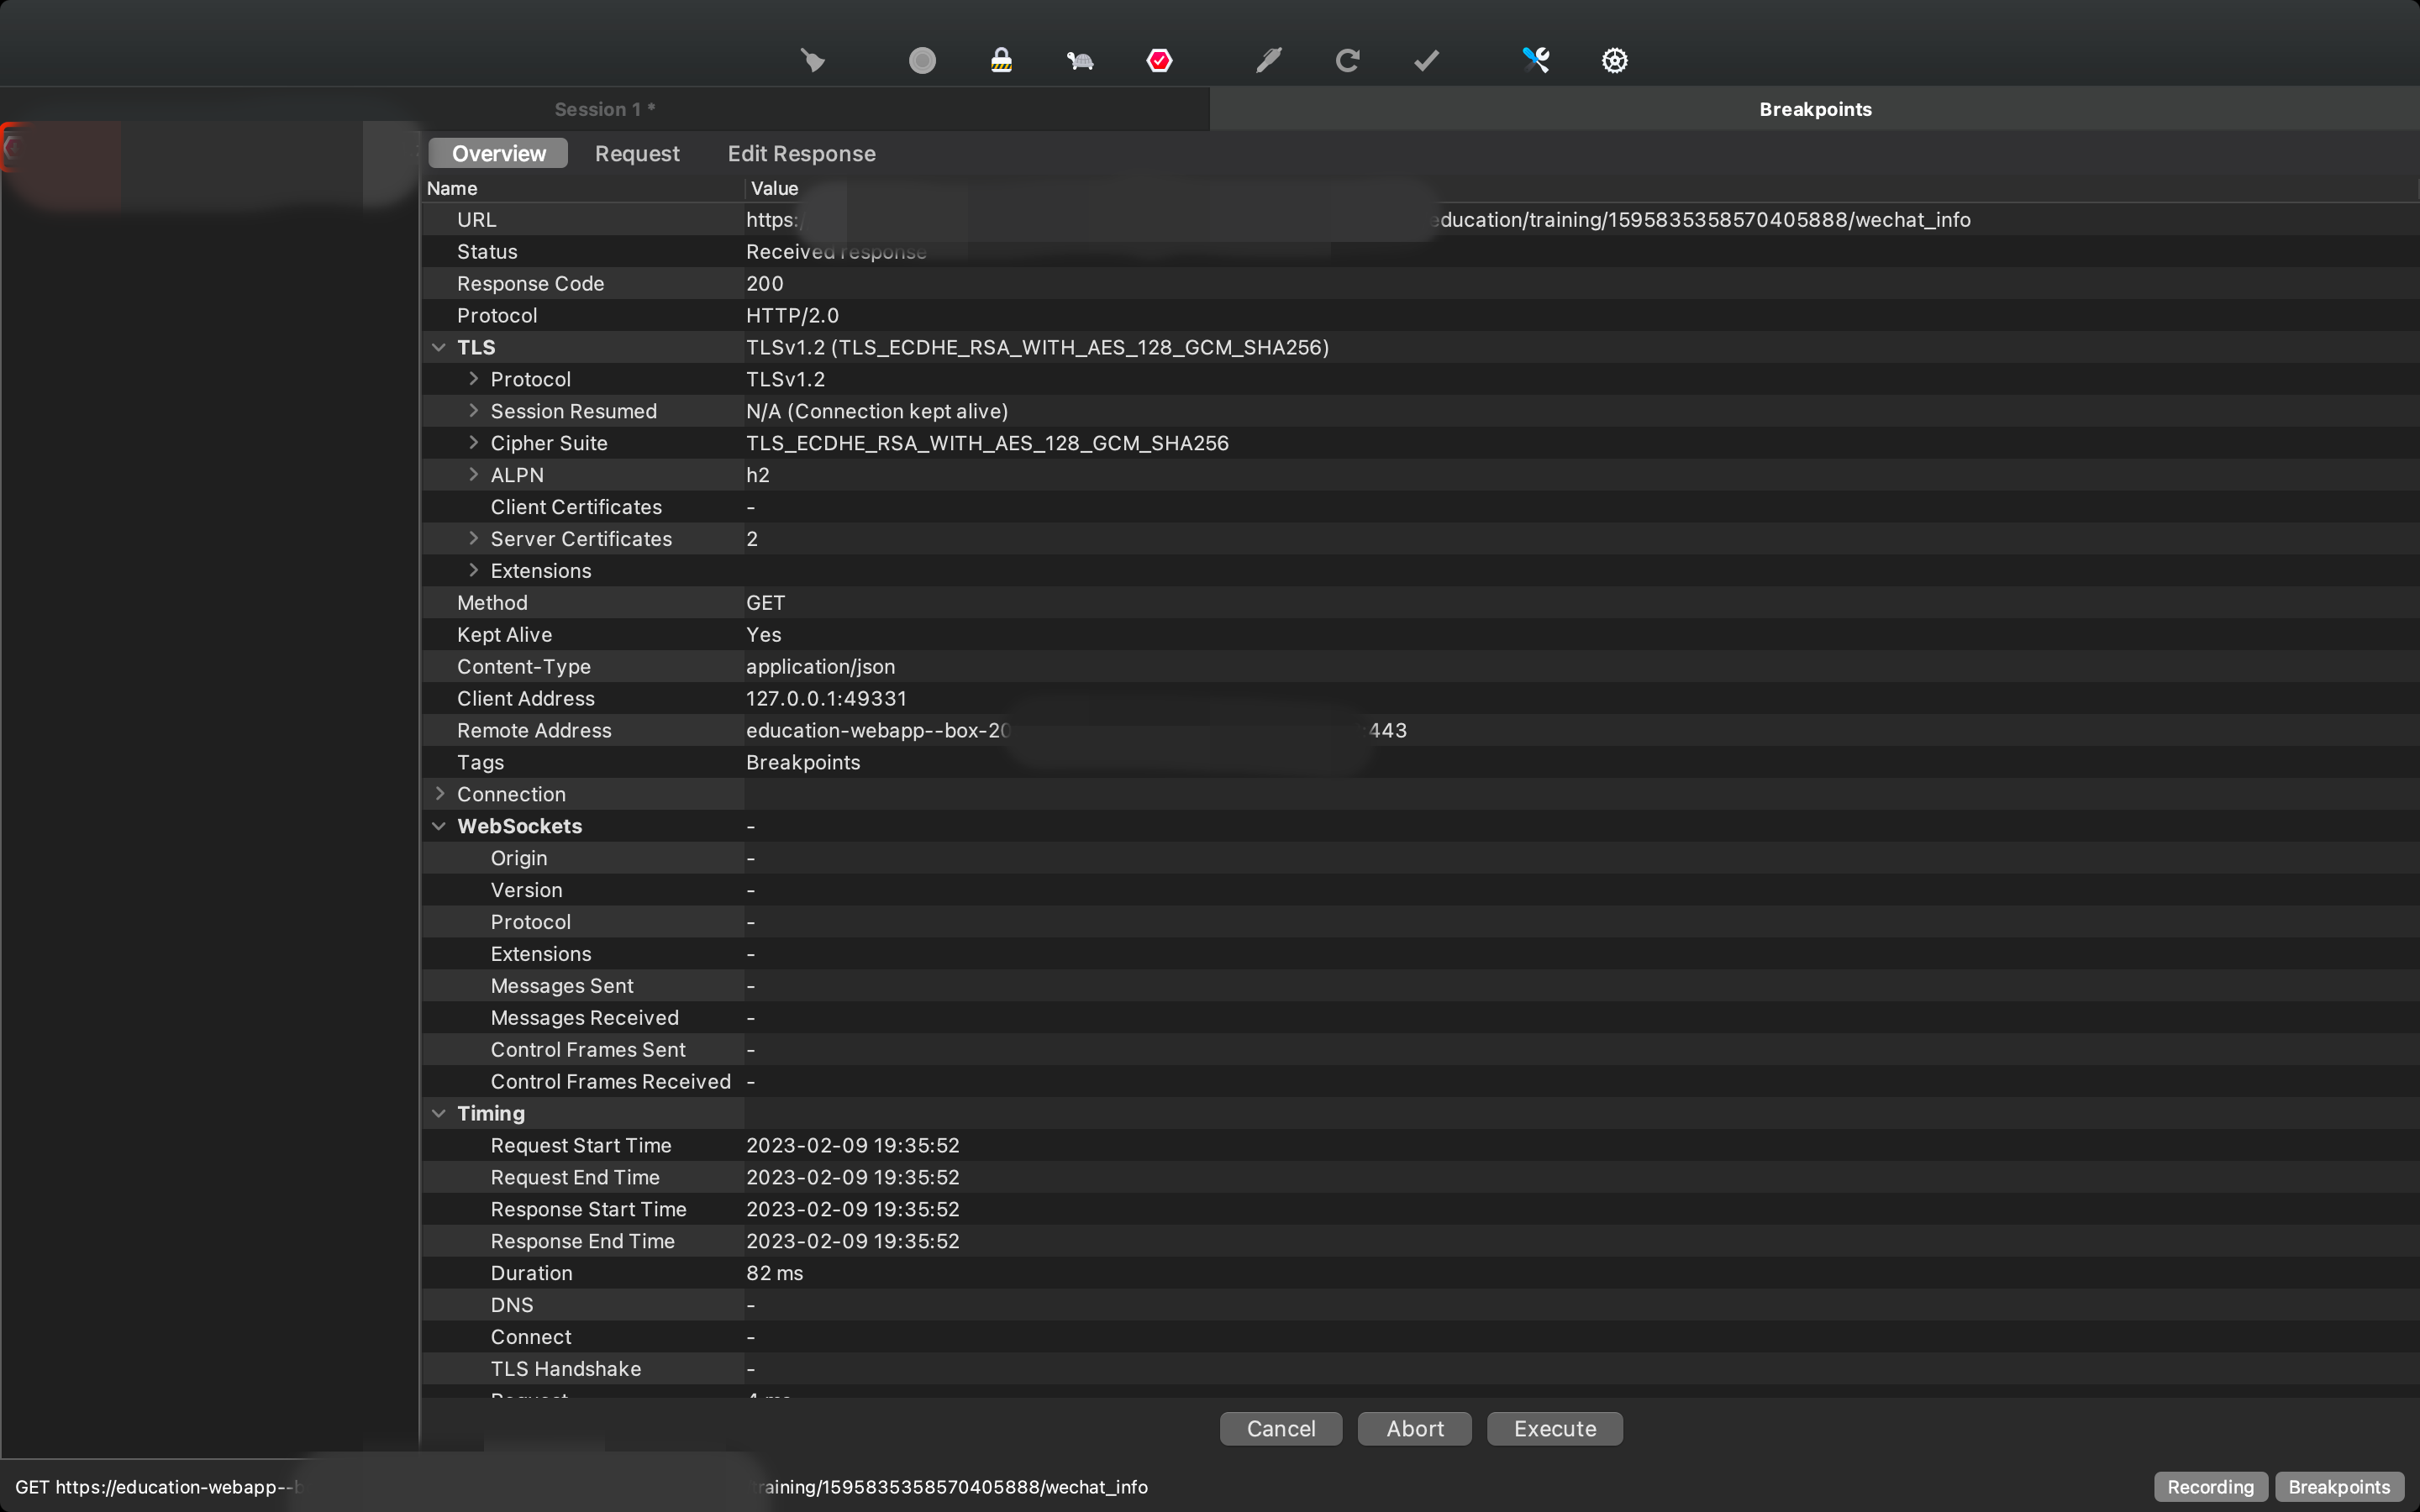 Session 1 * Breakpoints
Overview Request Edit Response
Name Value
URL https:/ education/training/1595835358570405888/wechat_info
Status Received response
Response Code 200
Protocol HTTP/2.0
TLS TLSv1.2 (TLS_ECDHE_RSA_WITH_AES_128_GCM_SHA256)
Protocol TLSv1.2
Session Resumed N/A (Connection kept alive)
Cipher Suite TLS_ECDHE_RSA_WITH_AES_128_GCM_SHA256
ALPN h2
Client Certificates -
Server Certificates 2
Extensions
Method GET
Kept Alive Yes
Content-Type application/json
Client Address 127.0.0.1:49331
Remote Address education-webapp--box-20 :443
Tags Breakpoints
Connection
WebSockets -
Origin -
Version -
Protocol -
Extensions -
Messages Sent -
Messages Received -
Control Frames Sent -
Control Frames Received -
Timing
Request Start Time 2023-02-09 19:35:52
Request End Time 2023-02-09 19:35:52
Response Start Time 2023-02-09 19:35:52
Response End Time 2023-02-09 19:35:52
Duration 82 ms
DNS -
Connect -
TLS Handshake -
Request 4 ms
Cancel Abort Execute
GET https://education-webapp--b training/1595835358570405888/wechat_info Recording Breakpoints